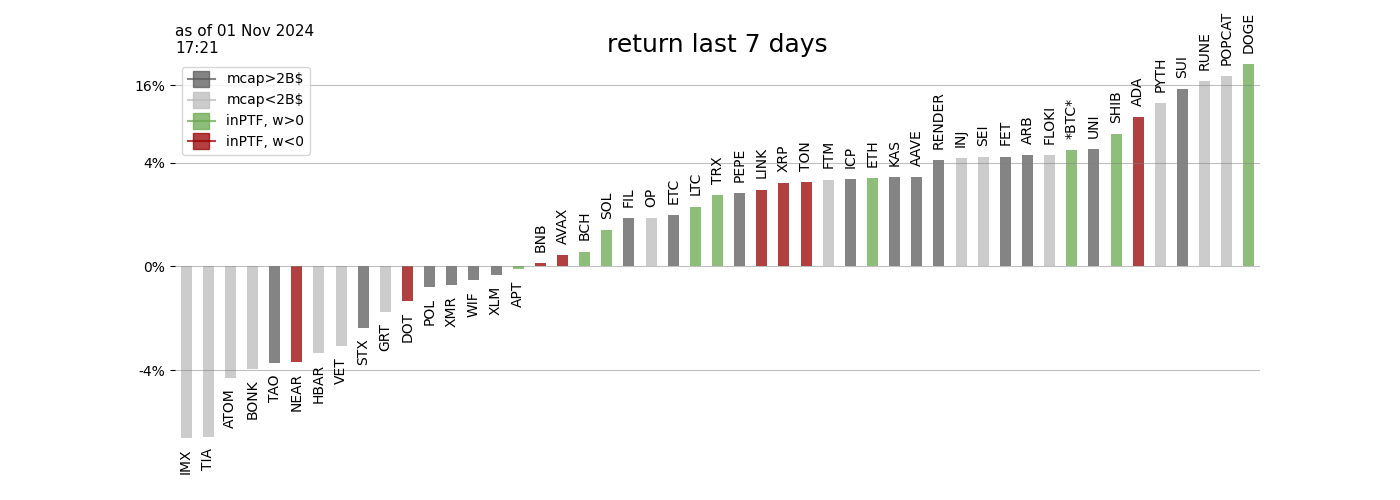 as of 01 Nov 2024
17:21
return last 7 days
mcap>2B$
mcap<2B$
inPTF, w>0
inPTF, w<0
16%
4%
0%
-4%
IMX
TIA
ATOM
BONK
TAO
NEAR
HBAR
VET
STX
GRT
DOT
POL
XMR
WIF
XLM
APT
BNB
AVAX
BCH
SOL
FIL
OP
ETC
LTC
TRX
PEPE
LINK
XRP
TON
FTM
ICP
ETH
KAS
AAVE
RENDER
INJ
SEI
FET
ARB
FLOKI
*BTC*
UNI
SHIB
ADA
PYTH
SUI
RUNE
POPCAT
DOGE